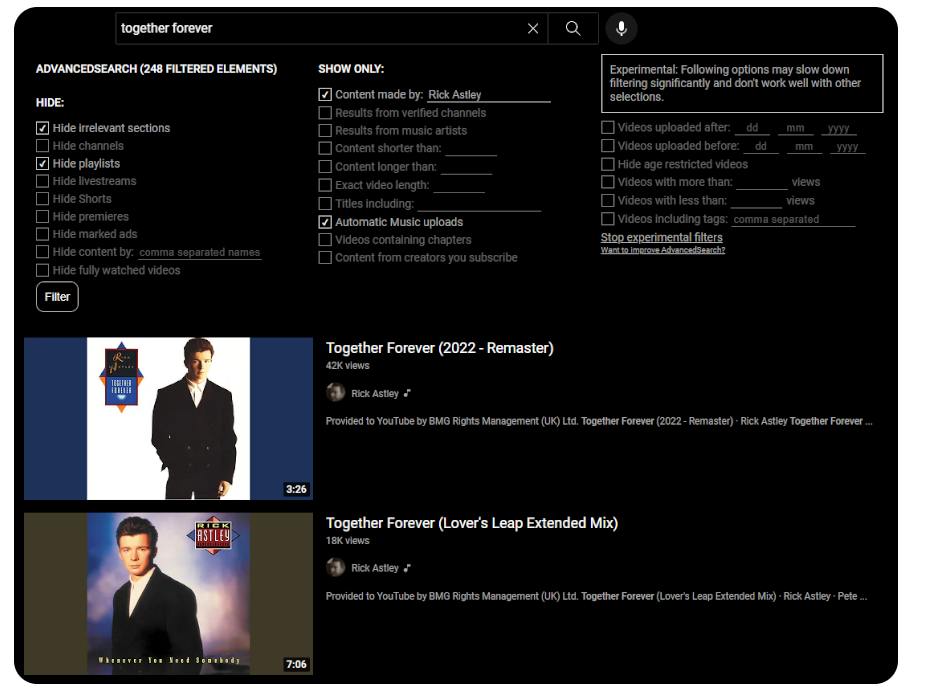 together forever
ADVANCEDSEARCH (248 FILTERED ELEMENTS)
HIDE:
Hide irrelevant sections
Hide channels
Hide playlists
Hide livestreams
Hide Shorts
Hide premieres
Hide marked ads
Hide content by: comma separated names
Hide fully watched videos
Filter
SHOW ONLY:
Content made by: Rick Astley
Results from verified channels
Results from music artists
Content shorter than:
Content longer than:
Exact video length:
Titles including:
Automatic Music uploads
Videos containing chapters
Content from creators you subscribe
Experimental: Following options may slow down
filtering significantly and don't work well with other
selections.
Videos uploaded after: dd mm yyyy
Videos uploaded before: dd mm yyyy
Hide age restricted videos
Videos with more than: views
Videos with less than: views
Videos including tags: comma separated
Stop experimental filters
Want to improve AdvancedSearch?
Rick
Astley
TOGETHER
FOREVER
3:26
Together Forever (2022 - Remaster)
42K views
Rick Astley
Provided to YouTube by BMG Rights Management (UK) Ltd. Together Forever (2022 - Remaster) · Rick Astley Together Forever ...
RICK
ASTLEY
Whenever You Need Somebody
7:06
Together Forever (Lover's Leap Extended Mix)
18K views
Rick Astley
Provided to YouTube by BMG Rights Management (UK) Ltd. Together Forever (Lover's Leap Extended Mix) · Rick Astley · Pete ...